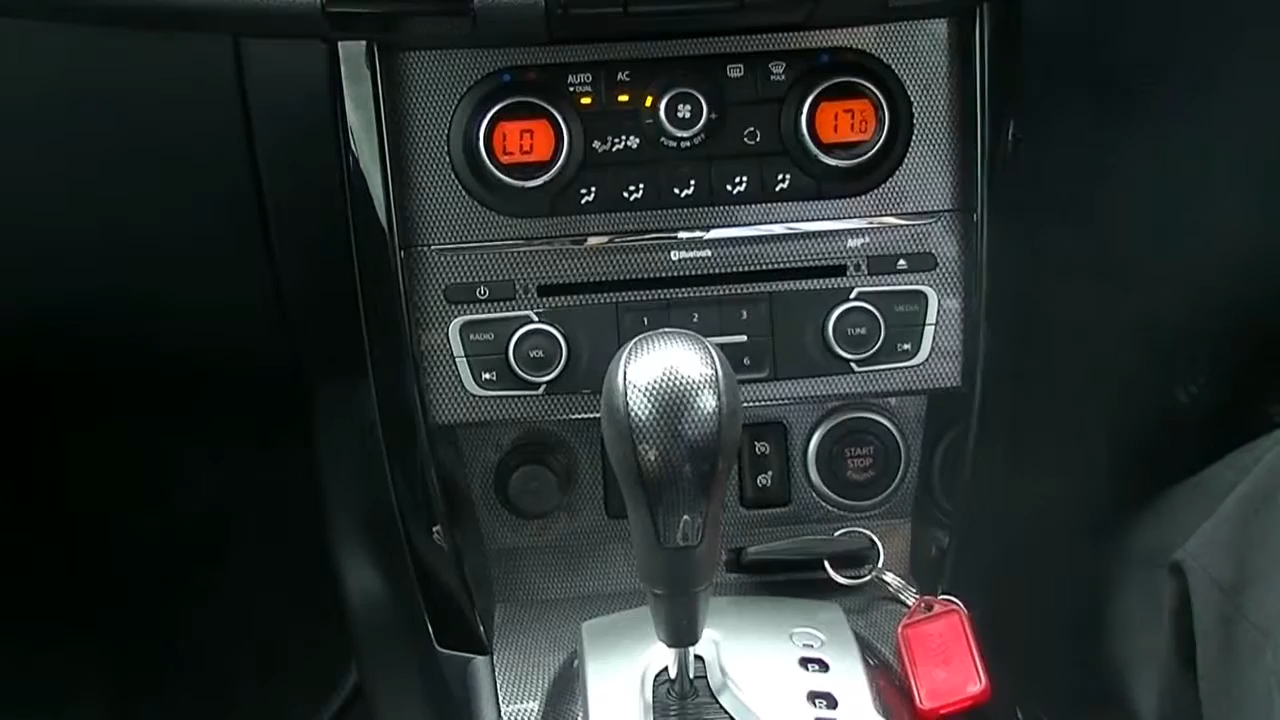 AUTO
DUAL
AC
MAX
LO
17.0
°C
PUSH ON·OFF
Bluetooth
MP3
RADIO
VOL
1
2
3
6
TUNE
MEDIA
START
STOP
ENGINE
P
R